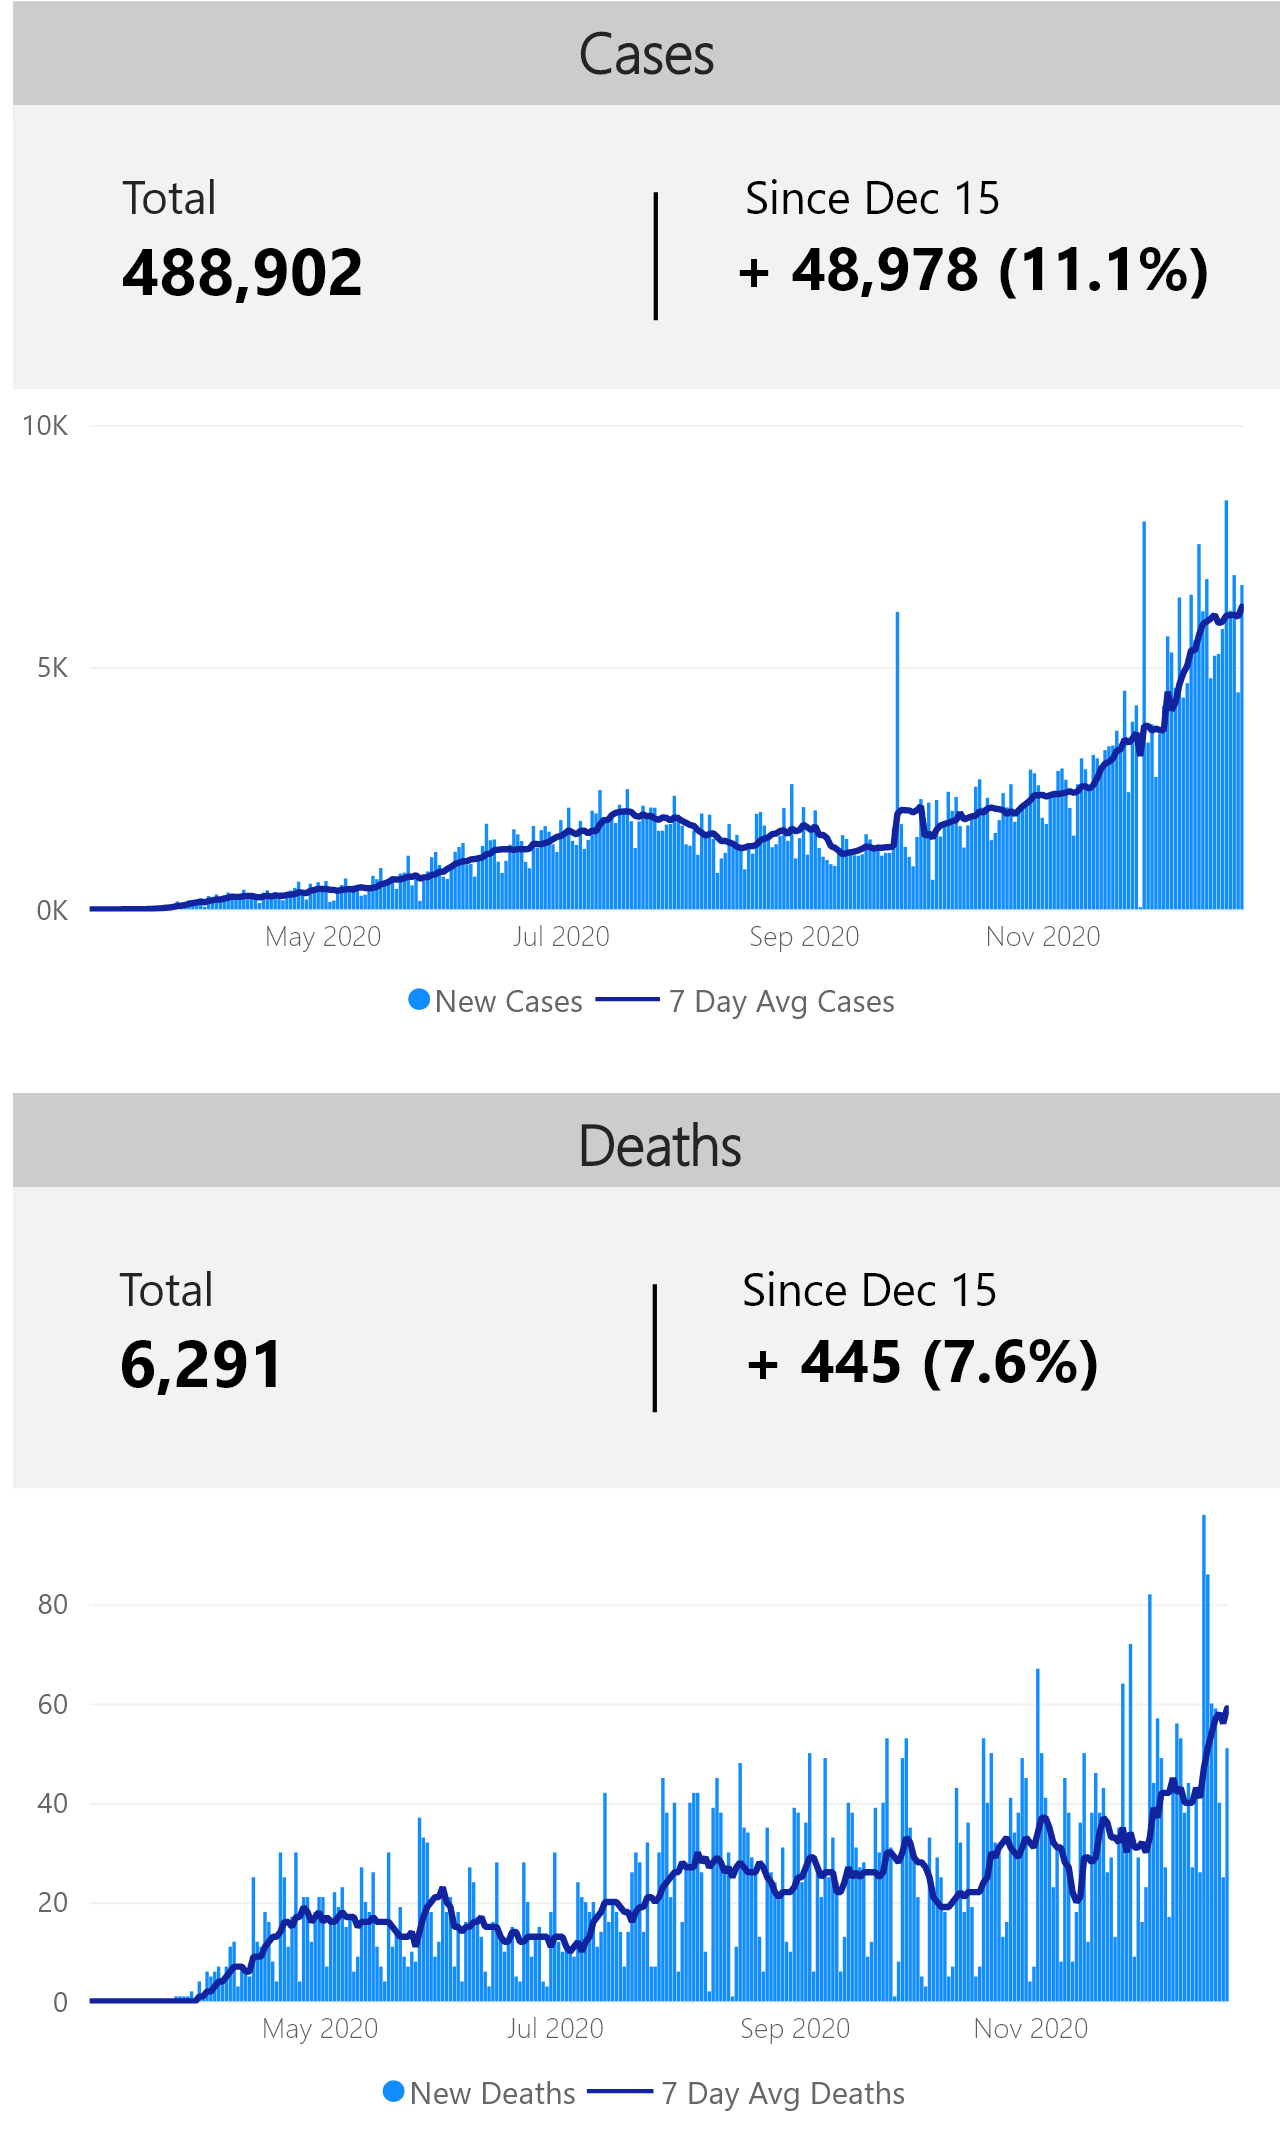 Cases
Total
Since Dec 15
488,902
+ 48,978 (11.1%)
10K
5K
0K
May 2020
Jul 2020
Sep 2020
Nov 2020
New Cases
7 Day Avg Cases
Deaths
Total
Since Dec 15
6,291
+ 445 (7.6%)
80
60
40
20
0
May 2020
Jul 2020
Sep 2020
Nov 2020
New Deaths
7 Day Avg Deaths